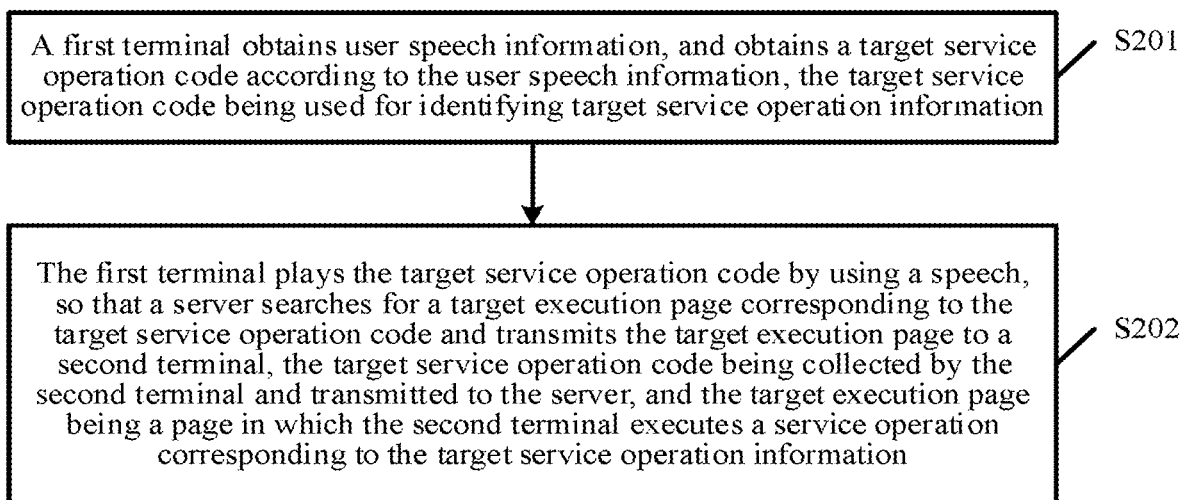 A first terminal obtains user speech information, and obtains a target service
operation code according to the user speech information, the target service
operation code being used for identifying target service operation information
S201
The first terminal plays the target service operation code by using a speech,
so that a server searches for a target execution page corresponding to the
target service operation code and transmits the target execution page to a
second terminal, the target service operation code being collected by the
second terminal and transmitted to the server, and the target execution page
being a page in which the second terminal executes a service operation
corresponding to the target service operation information
S202